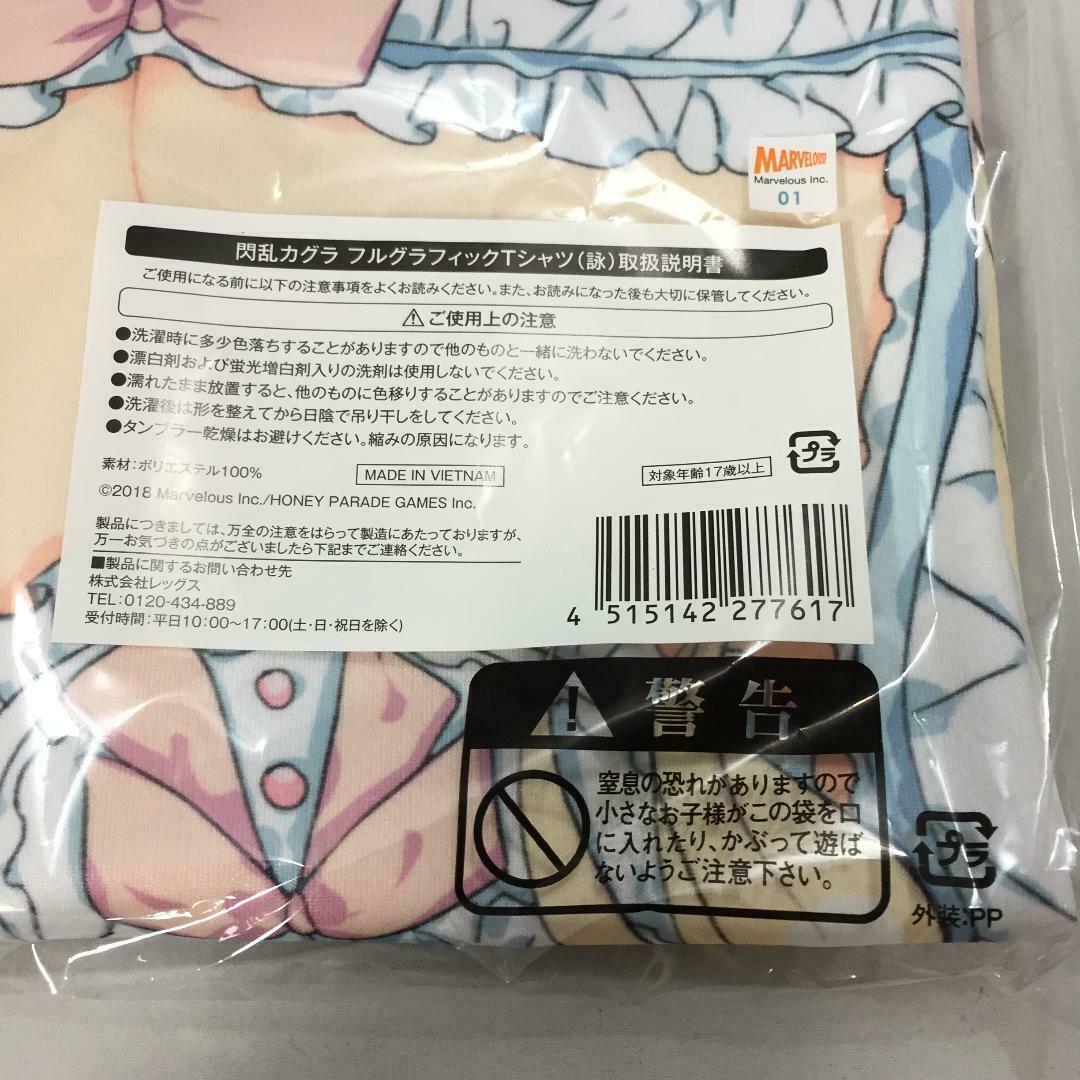 MARVELOUS!
Marvelous Inc.
01
閃乱カグラ フルグラフィックTシャツ(詠)取扱説明書
ご使用になる前に以下の注意事項をよくお読みください。また、お読みになった後も大切に保管してください。
⚠ご使用上の注意
●洗濯時に多少色落ちすることがありますので他のものと一緒に洗わないでください。
●漂白剤および蛍光増白剤入りの洗剤は使用しないでください。
●濡れたまま放置すると、他のものに色移りすることがありますのでご注意ください。
●洗濯後は形を整えてから日陰で吊り干しをしてください。
●タンブラー乾燥はお避けください。縮みの原因になります。
素材:ポリエステル100%
MADE IN VIETNAM
対象年齢17歳以上
プラ
©2018 Marvelous Inc./HONEY PARADE GAMES Inc.
製品につきましては、万全の注意をはらって製造にあたっておりますが、
万一お気づきの点がございましたら下記までご連絡ください。
■製品に関するお問い合わせ先
株式会社レッグス
TEL:0120-434-889
受付時間:平日10:00〜17:00(土・日・祝日を除く)
4 515142 277617
警告
窒息の恐れがありますので
小さなお子様がこの袋を口
に入れたり、かぶって遊ば
ないようご注意下さい。
プラ
外装:PP